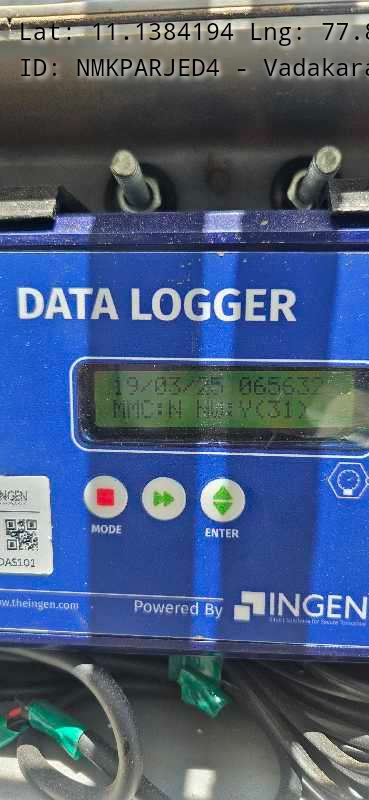 Lat: 11.1384194 Lng: 77.8
ID: NMKPARJED4 - Vadakara
DATA LOGGER
19/03/25 065632
MMC:N Nw:Y(31)
MODE
ENTER
INGEN
DAS101
www.theingen.com
Powered By INGEN